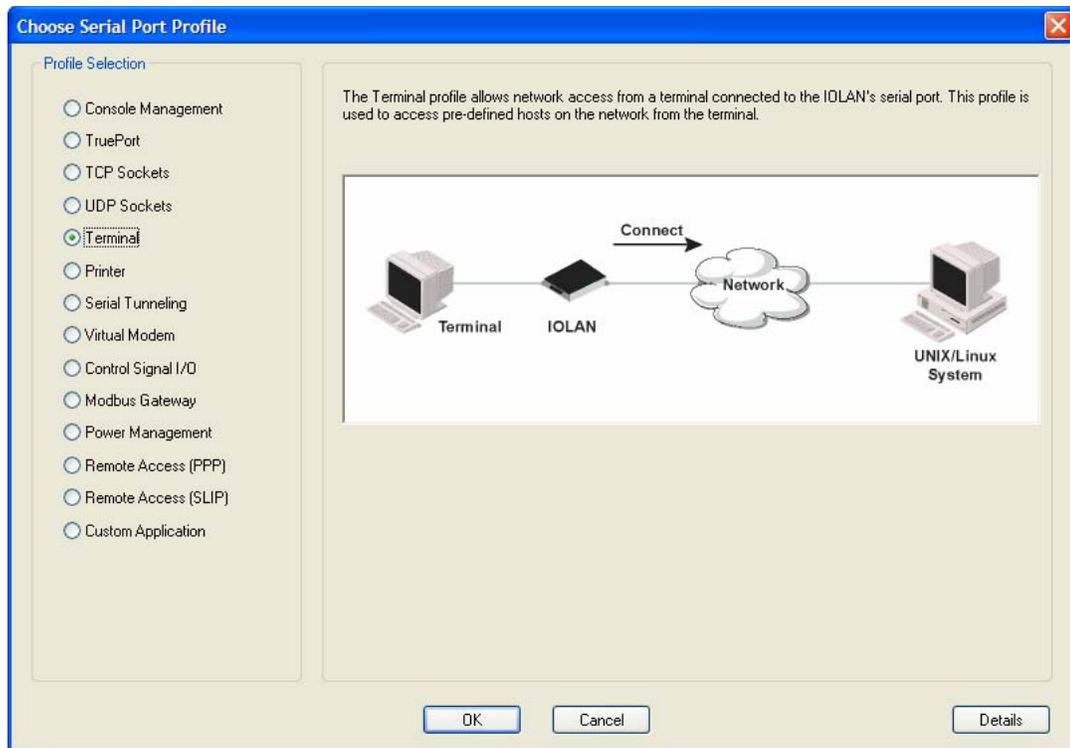 Choose Serial Port Profile
Profile Selection
Console Management
TruePort
TCP Sockets
UDP Sockets
Terminal
Printer
Serial Tunneling
Virtual Modem
Control Signal I/O
Modbus Gateway
Power Management
Remote Access (PPP)
Remote Access (SLIP)
Custom Application
The Terminal profile allows network access from a terminal connected to the IOLAN's serial port. This profile is
used to access pre-defined hosts on the network from the terminal.
Connect
Network
Terminal
IOLAN
UNIX/Linux
System
OK
Cancel
Details